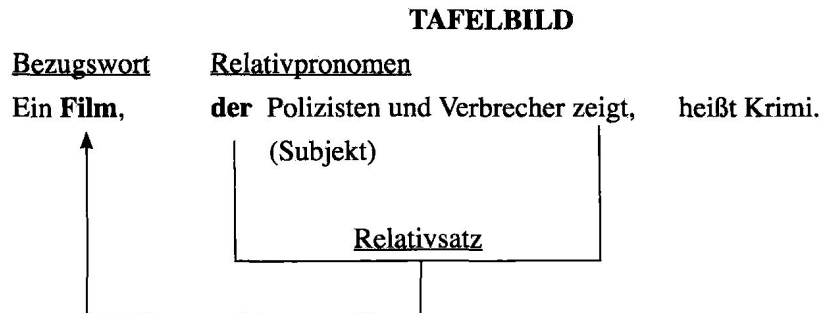 TAFELBILD
Bezugswort Relativpronomen
Ein Film, der Polizisten und Verbrecher zeigt, heißt Krimi.
(Subjekt)
Relativsatz